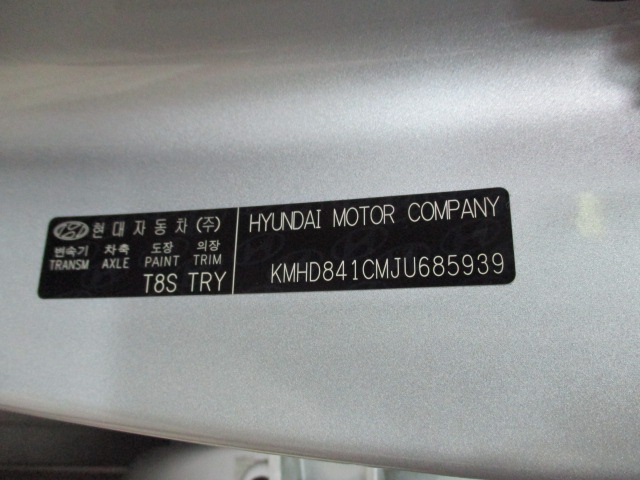 현대자동차(주)
변속기 차축 도장 의장
TRANSM AXLE PAINT TRIM
T8S TRY
HYUNDAI MOTOR COMPANY
KMHD841CMJU685939